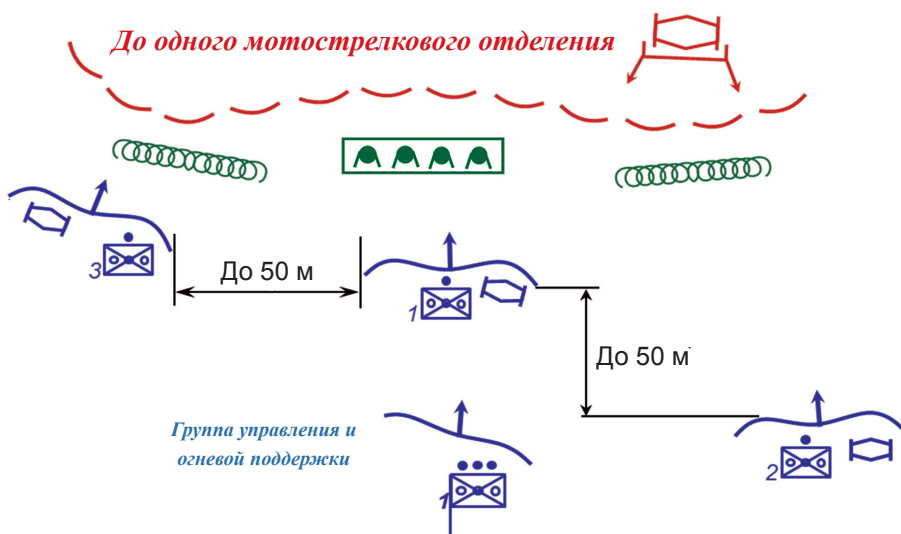 До одного мотострелкового отделения
3
До 50 м
1
До 50 м
Группа управления и
огневой поддержки
1
2